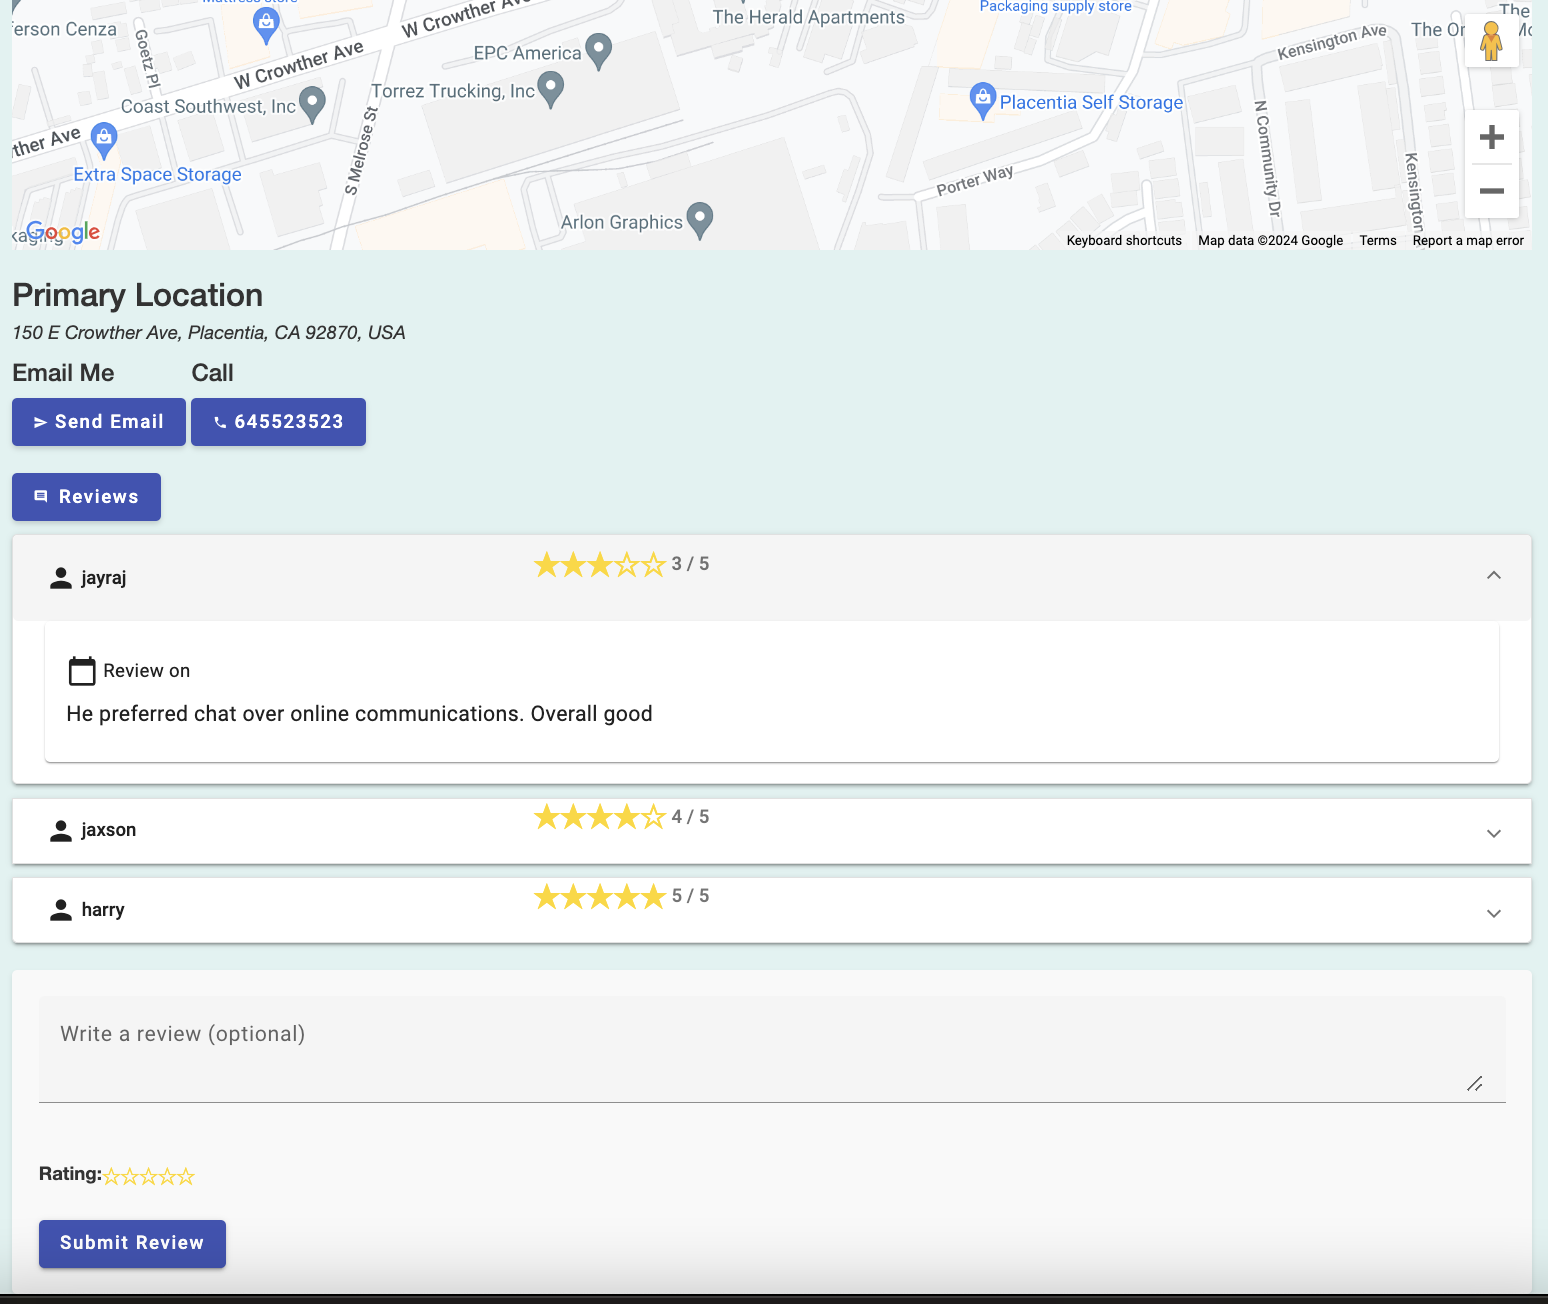 Mattress store
Packaging supply store
The
The Herald Apartments
W Crowther Ave
ferson Cenza
Goetz Pl
Kensington Ave
The Or
EPC America
W Crowther Ave
Torrez Trucking, Inc
Coast Southwest, Inc
Placentia Self Storage
ther Ave
S Melrose St
N Community Dr
Kensington
Extra Space Storage
Porter Way
Arlon Graphics
kaging
Google
Keyboard shortcuts Map data ©2024 Google Terms Report a map error
Primary Location
150 E Crowther Ave, Placentia, CA 92870, USA
Email Me Call
Send Email 645523523
Reviews
jayraj 3 / 5
Review on
He preferred chat over online communications. Overall good
jaxson 4 / 5
harry 5 / 5
Write a review (optional)
Rating:
Submit Review